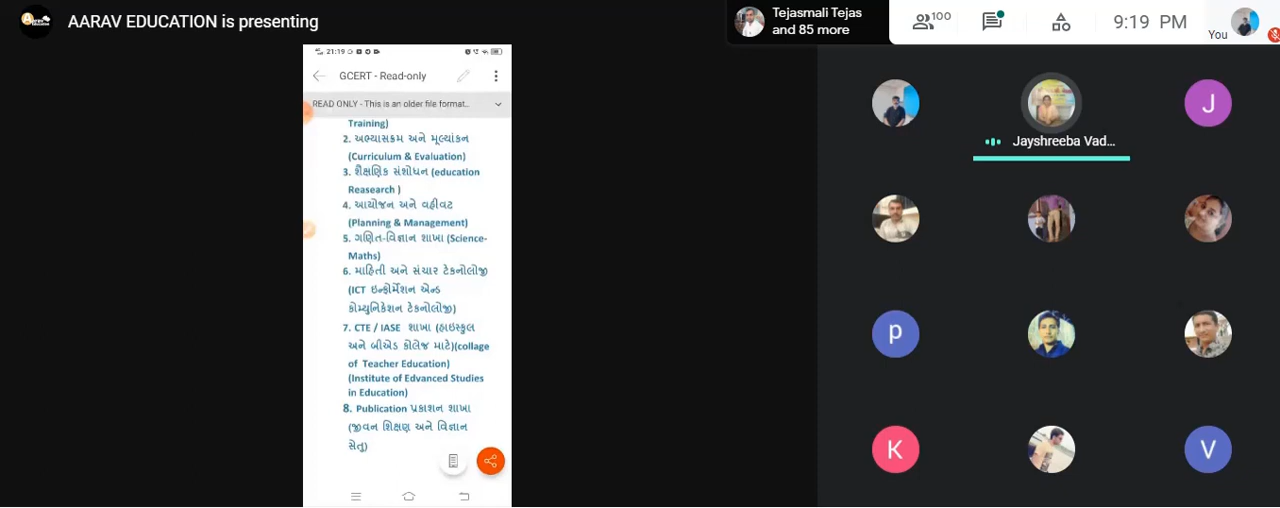 AARAV EDUCATION is presenting
Tejasmali Tejas
and 85 more
100
9:19 PM
You
21:19
GCERT - Read-only
READ ONLY - This is an older file format...
Training)
2. અભ્યાસક્રમ અને મૂલ્યાંકન
(Curriculum & Evaluation)
3. શૈક્ષણિક સંશોધન (education
Reasearch )
4. આયોજન અને વહીવટ
(Planning & Management)
5. ગણિત-વિજ્ઞાન શાખા (Science-
Maths)
6. માહિતી અને સંચાર ટેકનોલોજી
(ICT ઇન્ફોર્મેશન એન્ડ
કોમ્યુનિકેશન ટેકનોલોજી)
7. CTE / IASE શાખા (હાઇસ્કુલ
અને બીએડ કોલેજ માટે)(collage
of Teacher Education)
(Institute of Edvanced Studies
in Education)
8. Publication પ્રકાશન શાખા
(જીવન શિક્ષણ અને વિજ્ઞાન
સેતુ)
Jayshreeba Vad...
J
p
K
V